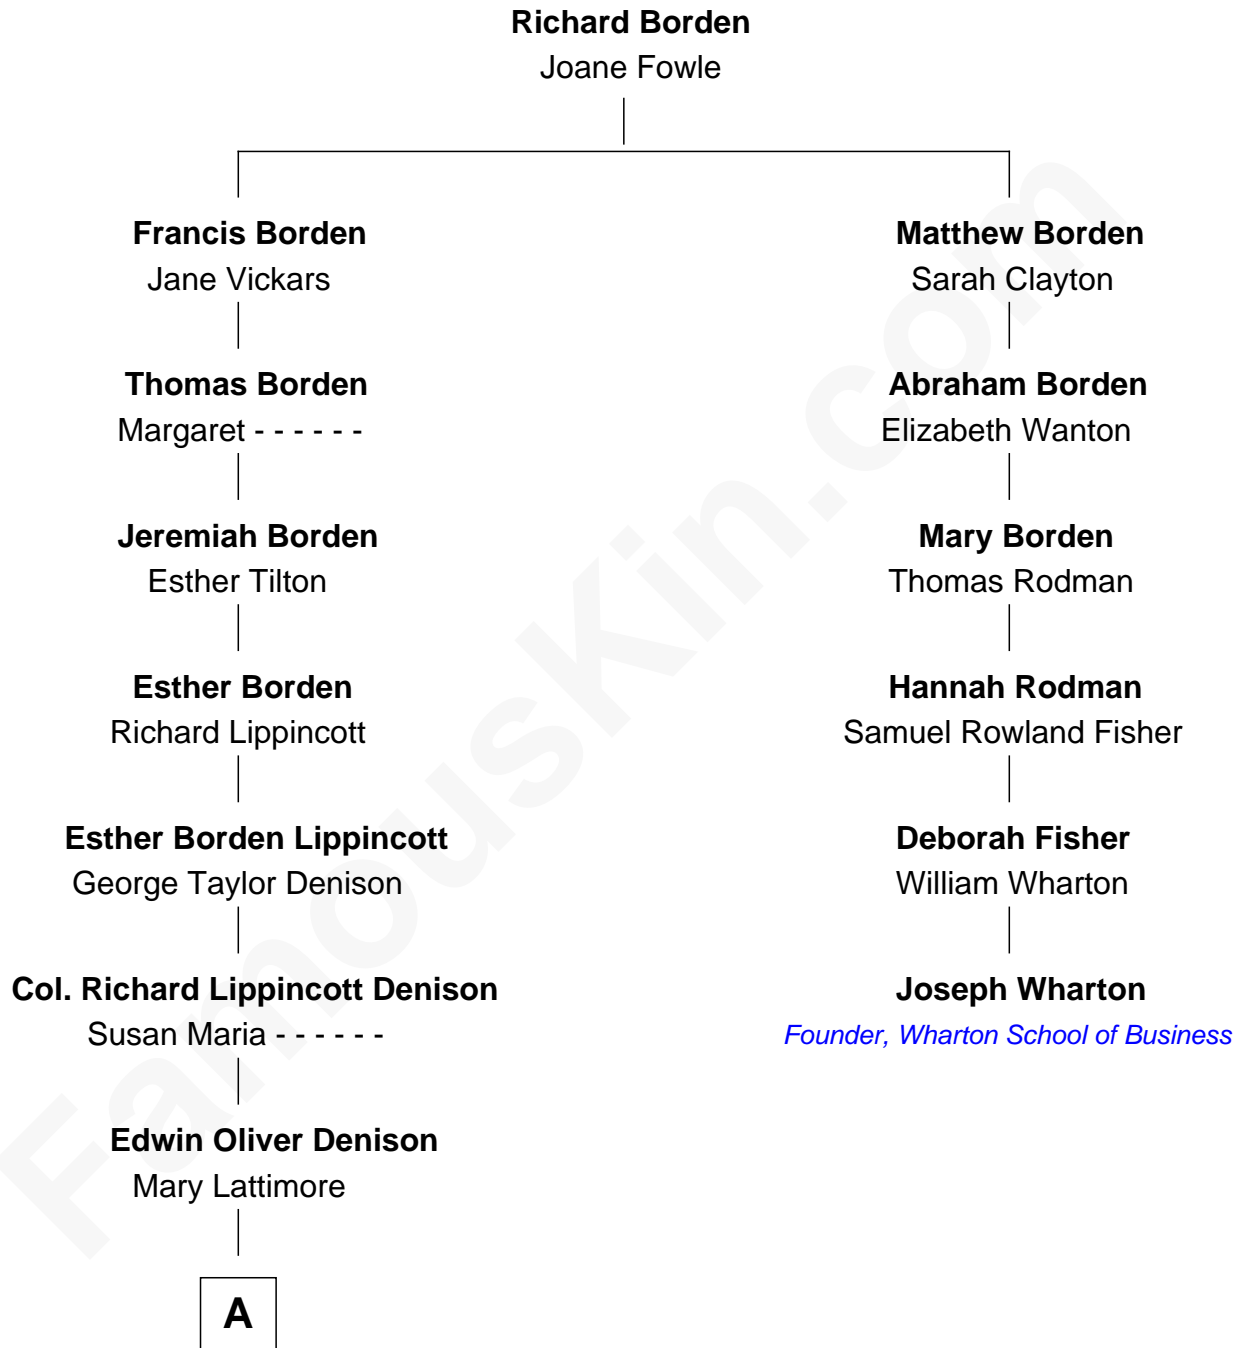 Richard Borden
Joane Fowle
Francis Borden
Jane Vickars
Matthew Borden
Sarah Clayton
Thomas Borden
Margaret - - - - - -
Abraham Borden
Elizabeth Wanton
Jeremiah Borden
Esther Tilton
Mary Borden
Thomas Rodman
Esther Borden
Richard Lippincott
Hannah Rodman
Samuel Rowland Fisher
Esther Borden Lippincott
George Taylor Denison
Deborah Fisher
William Wharton
Col. Richard Lippincott Denison
Susan Maria - - - - - -
Joseph Wharton
Founder, Wharton School of Business
Edwin Oliver Denison
Mary Lattimore
A
FamousKin.com